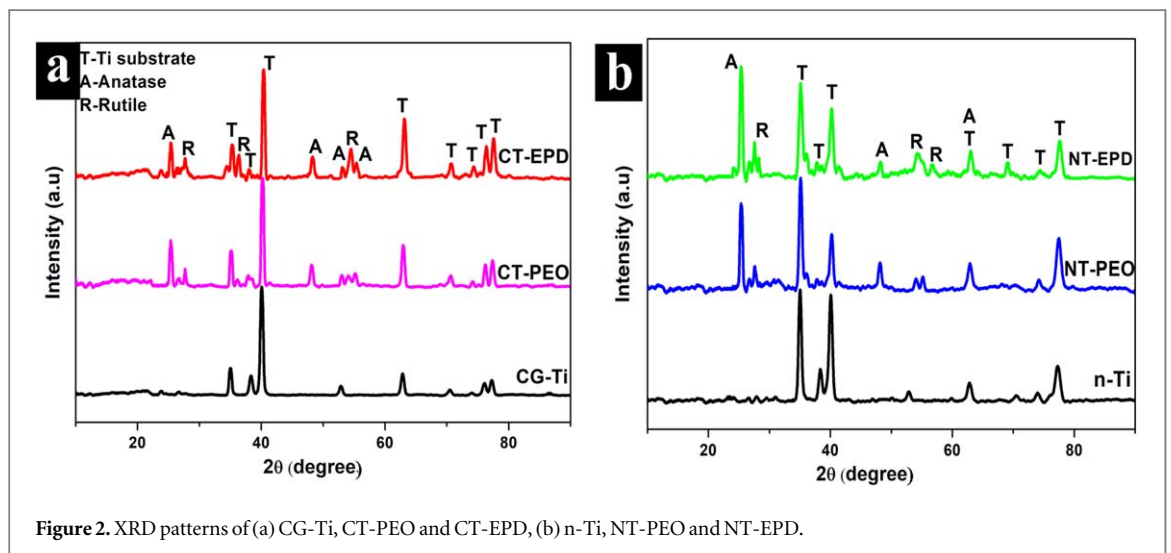 a
T-Ti substrate
A-Anatase
R-Rutile
A
R
T
R
T
T
A
A
R
A
T
T
T
T
T
CT-EPD
CT-PEO
CG-Ti
Intensity (a.u)
20
40
60
80
2θ (degree)
b
A
R
T
T
T
A
R
R
A
T
T
T
T
NT-EPD
NT-PEO
n-Ti
Intensity (a.u)
20
40
60
80
2θ (degree)
Figure 2. XRD patterns of (a) CG-Ti, CT-PEO and CT-EPD, (b) n-Ti, NT-PEO and NT-EPD.